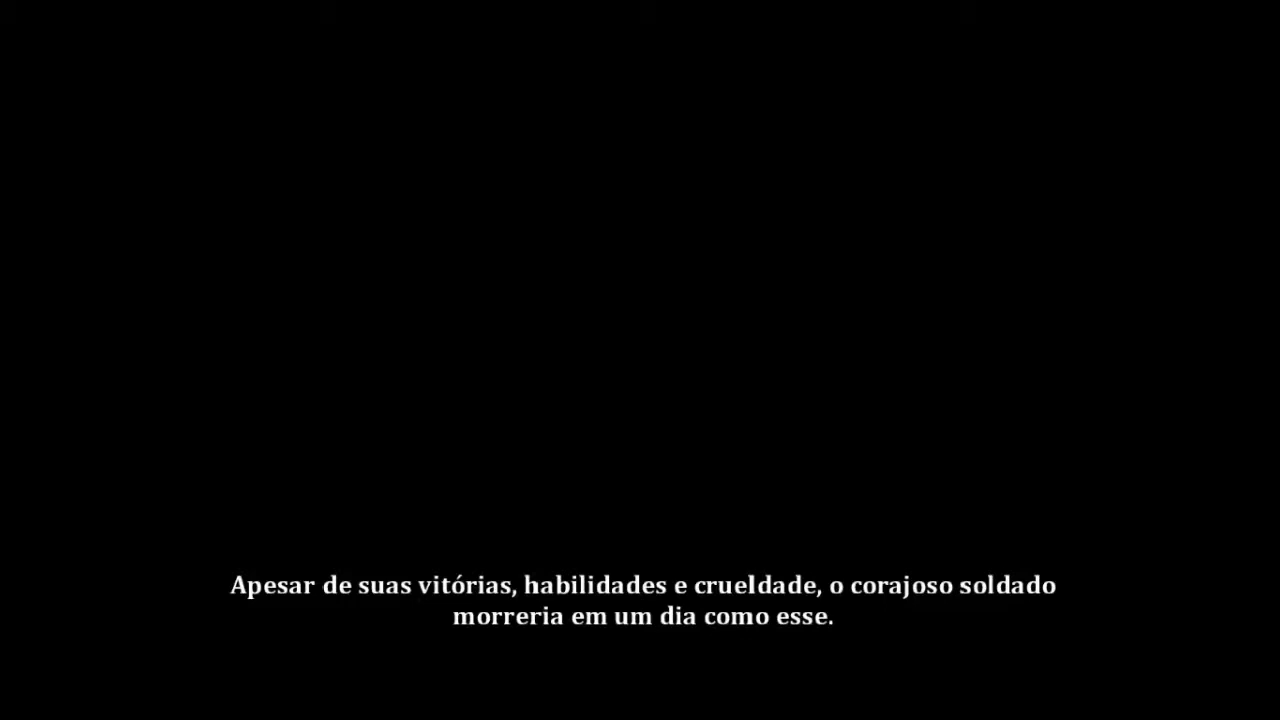 Apesar de suas vitórias, habilidades e crueldade, o corajoso soldado
morreria em um dia como esse.